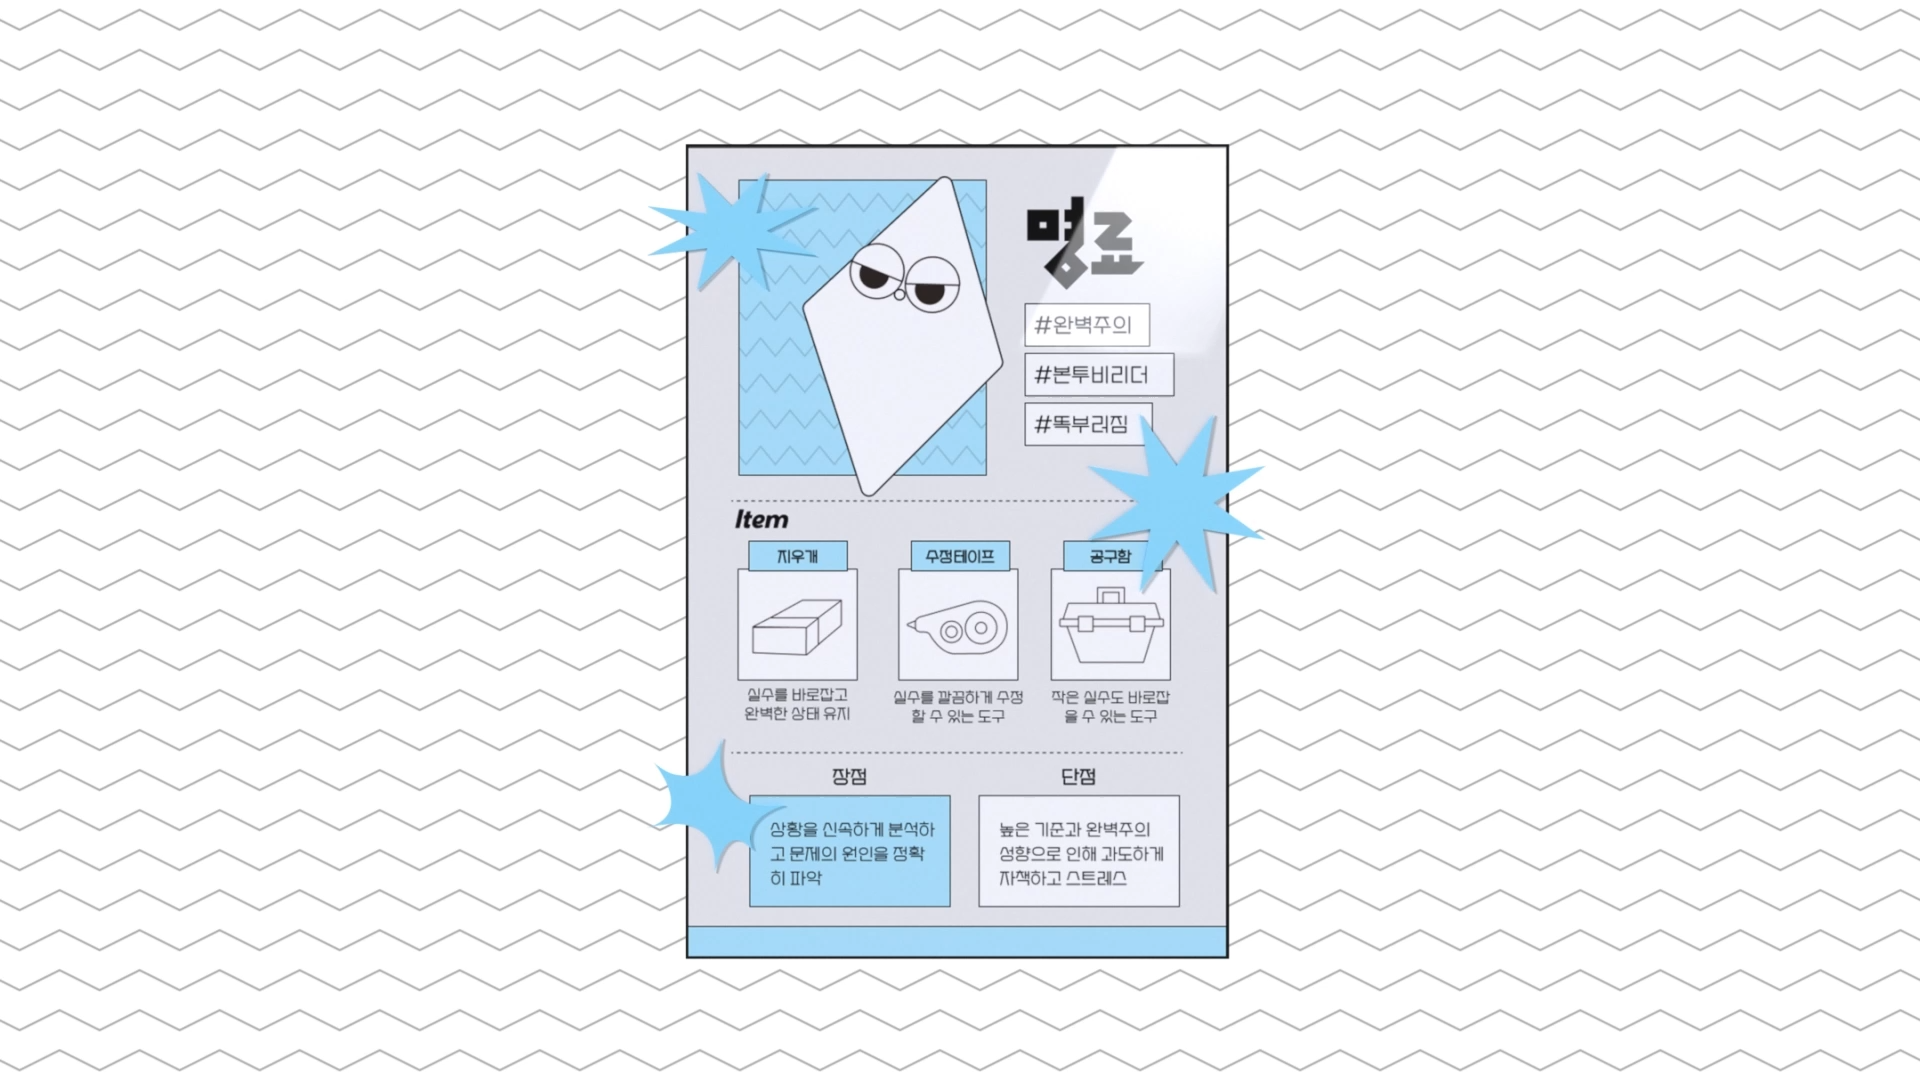 명료
#완벽주의
#본투비리더
#똑부러짐
Item
지우개
수정테이프
공구함
실수를 바로잡고
완벽한 상태 유지
실수를 깔끔하게 수정
할 수 있는 도구
작은 실수도 바로잡
을 수 있는 도구
장점
단점
상황을 신속하게 분석하
고 문제의 원인을 정확
히 파악
높은 기준과 완벽주의
성향으로 인해 과도하게
자책하고 스트레스